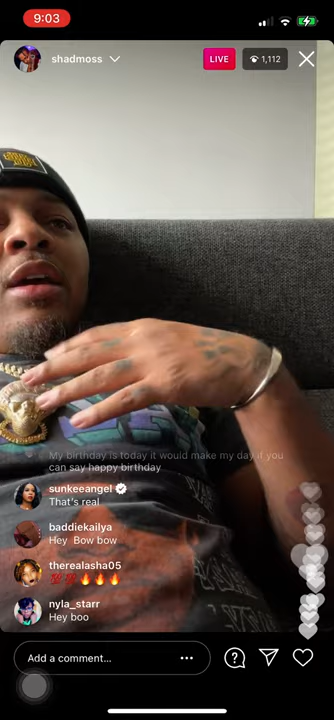 9:03
shadmoss
LIVE
1,112
My birthday is today it would make my day if you
can say happy birthday
sunkeeangel
That's real
baddiekailya
Hey Bow bow
therealasha05
💯💯🔥🔥🔥
nyla_starr
Hey boo
Add a comment...